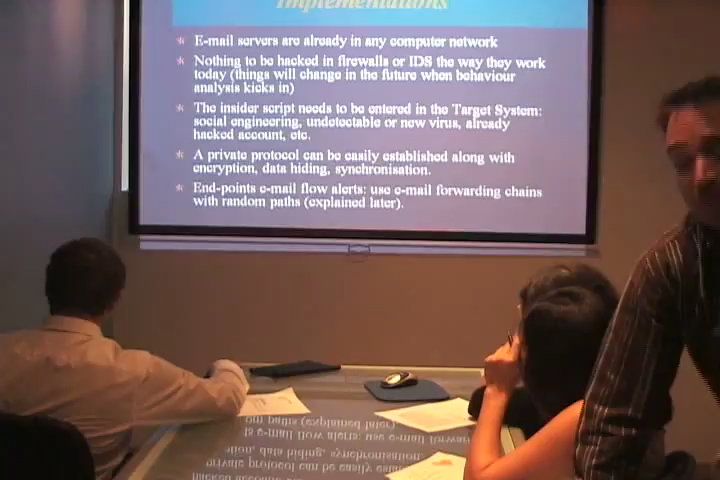 Implementations
E-mail servers are already in any computer network
Nothing to be hacked in firewalls or IDS the way they work
today (things will change in the future when behaviour
analysis kicks in)
The insider script needs to be entered in the Target System:
social engineering, undetectable or new virus, already
hacked account, etc.
A private protocol can be easily established along with
encryption, data hiding, synchronisation.
End-points e-mail flow alerts: use e-mail forwarding chains
with random paths (explained later).